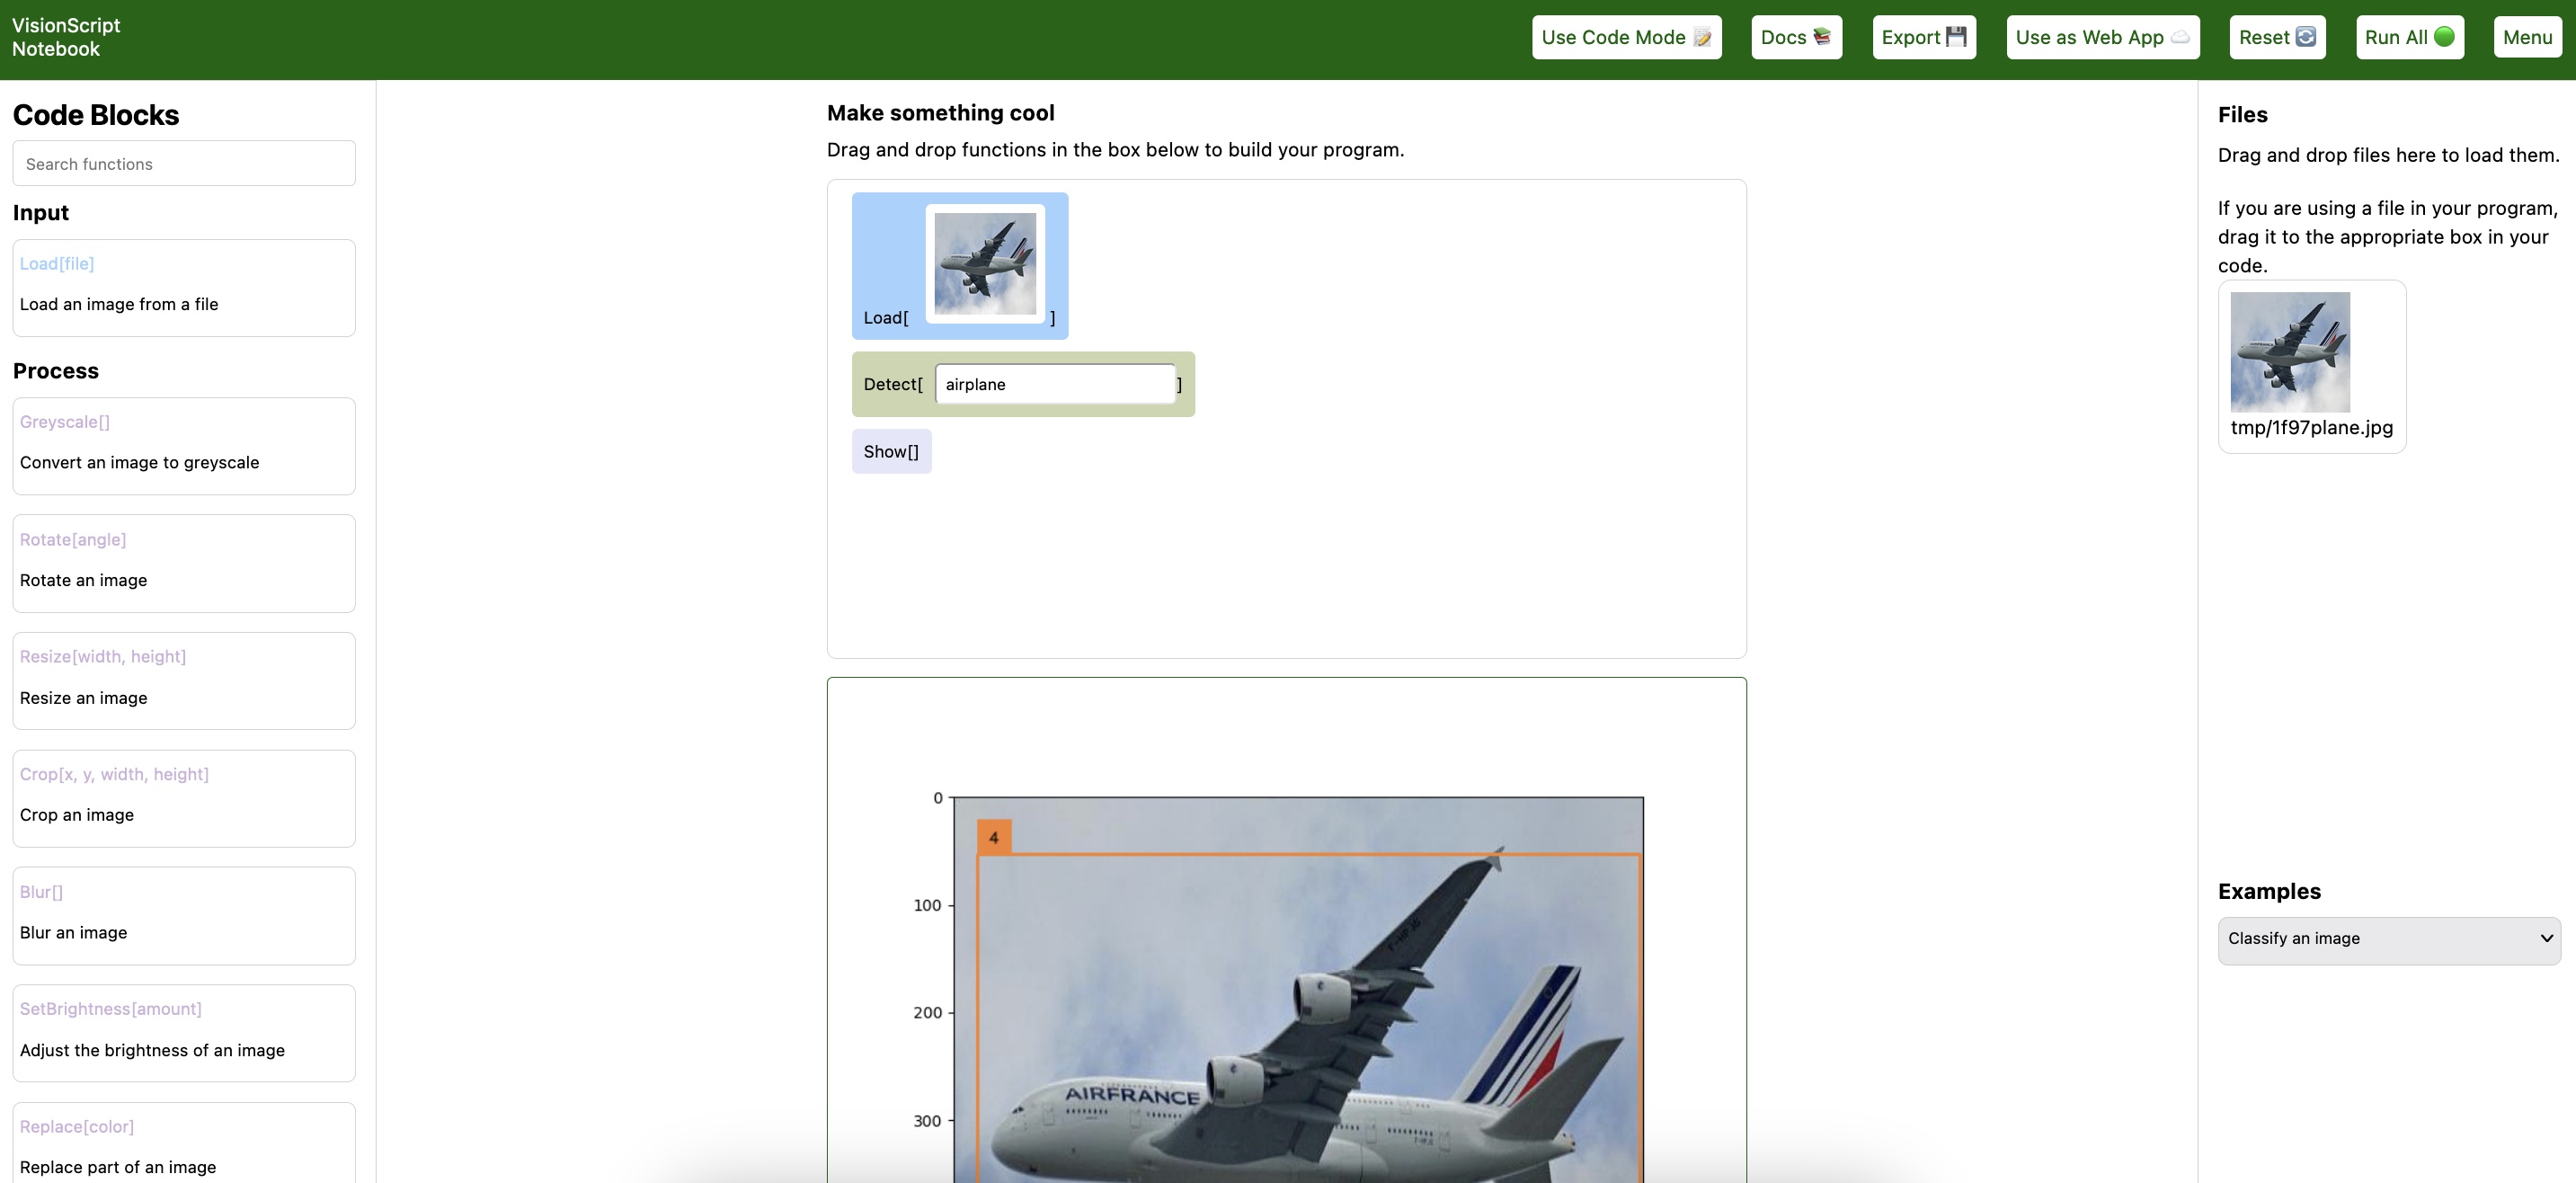 VisionScript
Notebook
Use Code Mode
Docs
Export
Use as Web App
Reset
Run All
Menu
Code Blocks
Search functions
Input
Load[file]
Load an image from a file
Process
Greyscale[]
Convert an image to greyscale
Rotate[angle]
Rotate an image
Resize[width, height]
Resize an image
Crop[x, y, width, height]
Crop an image
Blur[]
Blur an image
SetBrightness[amount]
Adjust the brightness of an image
Replace[color]
Replace part of an image
Make something cool
Drag and drop functions in the box below to build your program.
Load[ ]
Detect[ airplane ]
Show[]
0
4
100
200
300
AIRFRANCE
Files
Drag and drop files here to load them.
If you are using a file in your program,
drag it to the appropriate box in your
code.
tmp/1f97plane.jpg
Examples
Classify an image